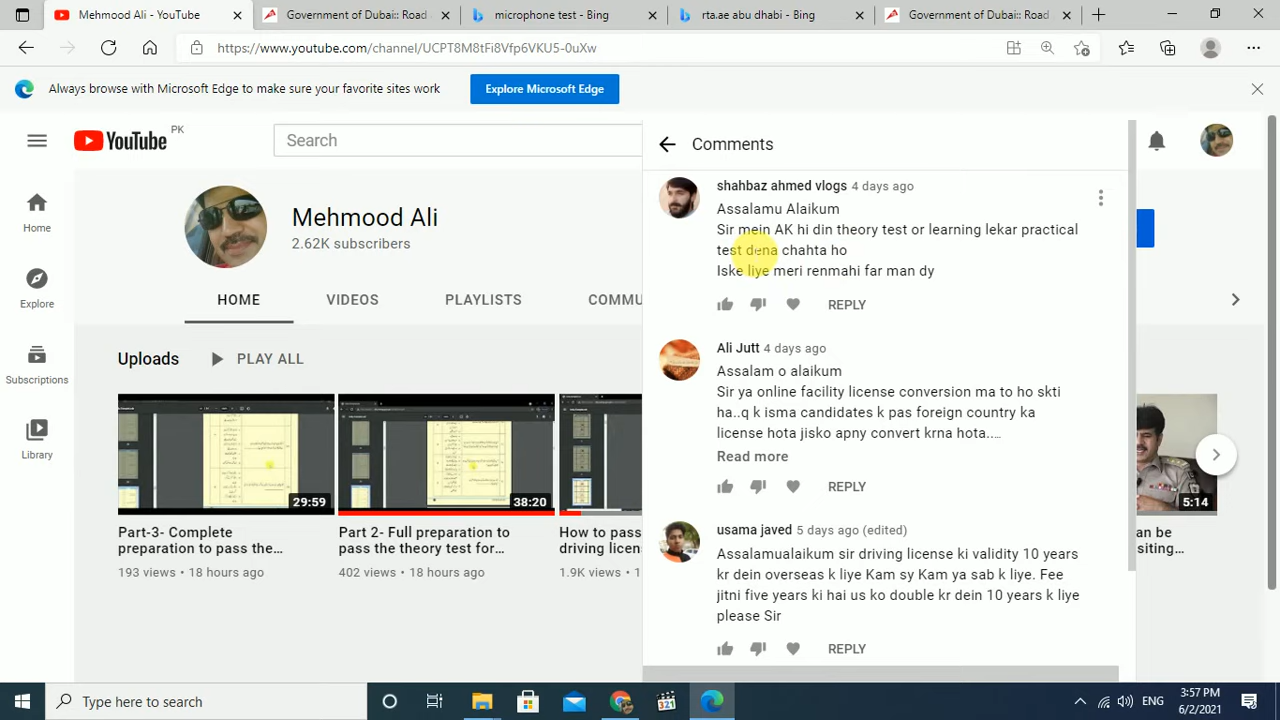 Mehmood Ali - YouTube
Government of Dubai:: Road
microphone test - Bing
rta.ae abu dhabi - Bing
Government of Dubai:: Road
https://www.youtube.com/channel/UCPT8M8tFi8Vfp6VKU5-0uXw
Always browse with Microsoft Edge to make sure your favorite sites work
Explore Microsoft Edge
YouTube PK
Search
Home
Explore
Subscriptions
Library
Mehmood Ali
2.62K subscribers
HOME VIDEOS PLAYLISTS COMMU
Uploads PLAY ALL
29:59
38:20
5:14
Part-3- Complete
preparation to pass the...
193 views • 18 hours ago
Part 2- Full preparation to
pass the theory test for...
402 views • 18 hours ago
How to pass
driving licen
1.9K views • 1
an be
siting...
Comments
shahbaz ahmed vlogs 4 days ago
Assalamu Alaikum
Sir mein AK hi din theory test or learning lekar practical
test dena chahta ho
Iske liye meri renmahi far man dy
REPLY
Ali Jutt 4 days ago
Assalam o alaikum
Sir ya online facility license conversion ma to ho skti
ha..q k isma candidates k pas foreign country ka
license hota jisko apny convert krna hota....
Read more
REPLY
usama javed 5 days ago (edited)
Assalamualaikum sir driving license ki validity 10 years
kr dein overseas k liye Kam sy Kam ya sab k liye. Fee
jitni five years ki hai us ko double kr dein 10 years k liye
please Sir
REPLY
Type here to search
321
ENG
3:57 PM
6/2/2021